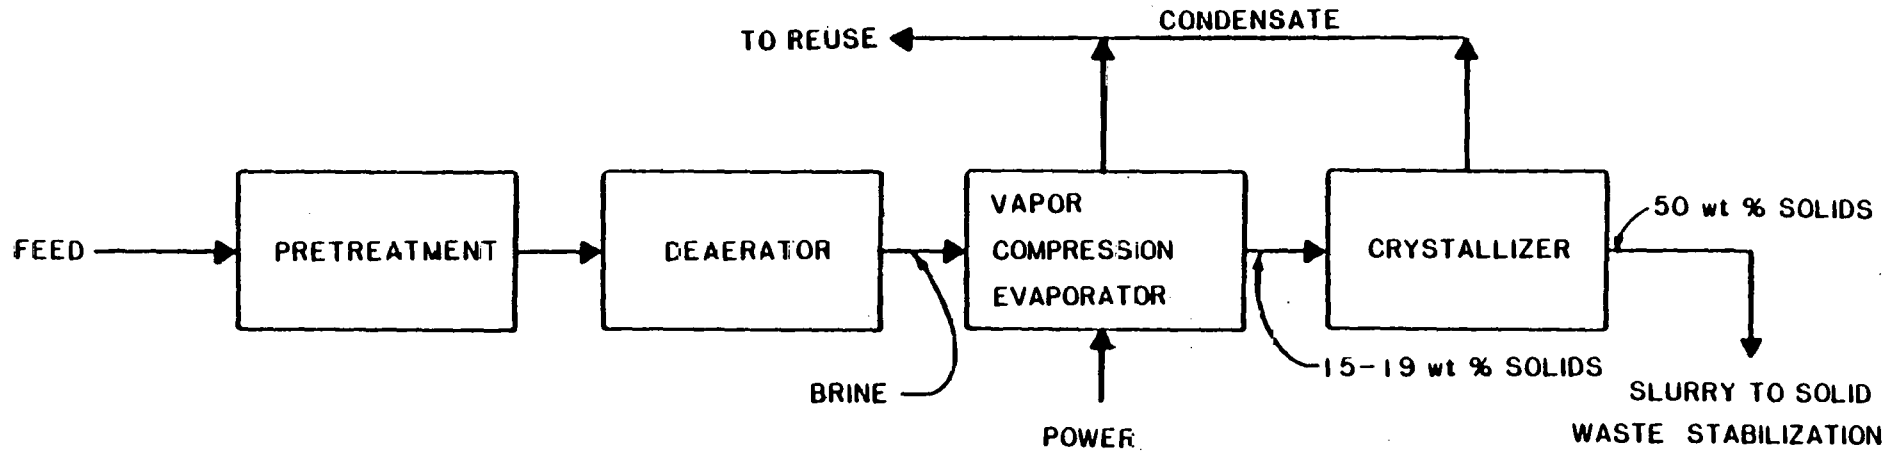 CONDENSATE
TO REUSE
FEED
PRETREATMENT
DEAERATOR
VAPOR
COMPRESSION
EVAPORATOR
CRYSTALLIZER
50 wt % SOLIDS
BRINE
15-19 wt % SOLIDS
POWER
SLURRY TO SOLID
WASTE STABILIZATION